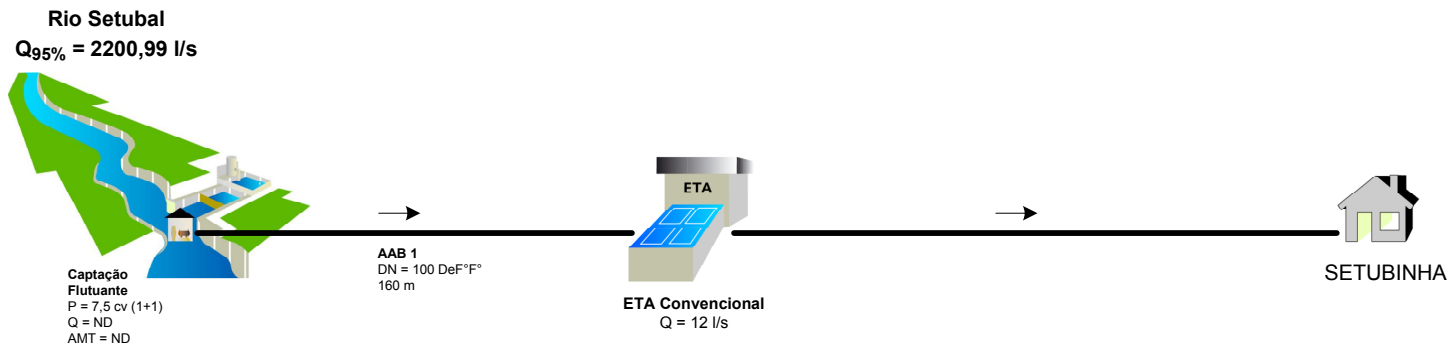 Rio Setubal
Q95% = 2200,99 l/s
Captação
Flutuante
P = 7,5 cv (1+1)
Q = ND
AMT = ND
AAB 1
DN = 100 DeF°F°
160 m
ETA
ETA Convencional
Q = 12 l/s
SETUBINHA